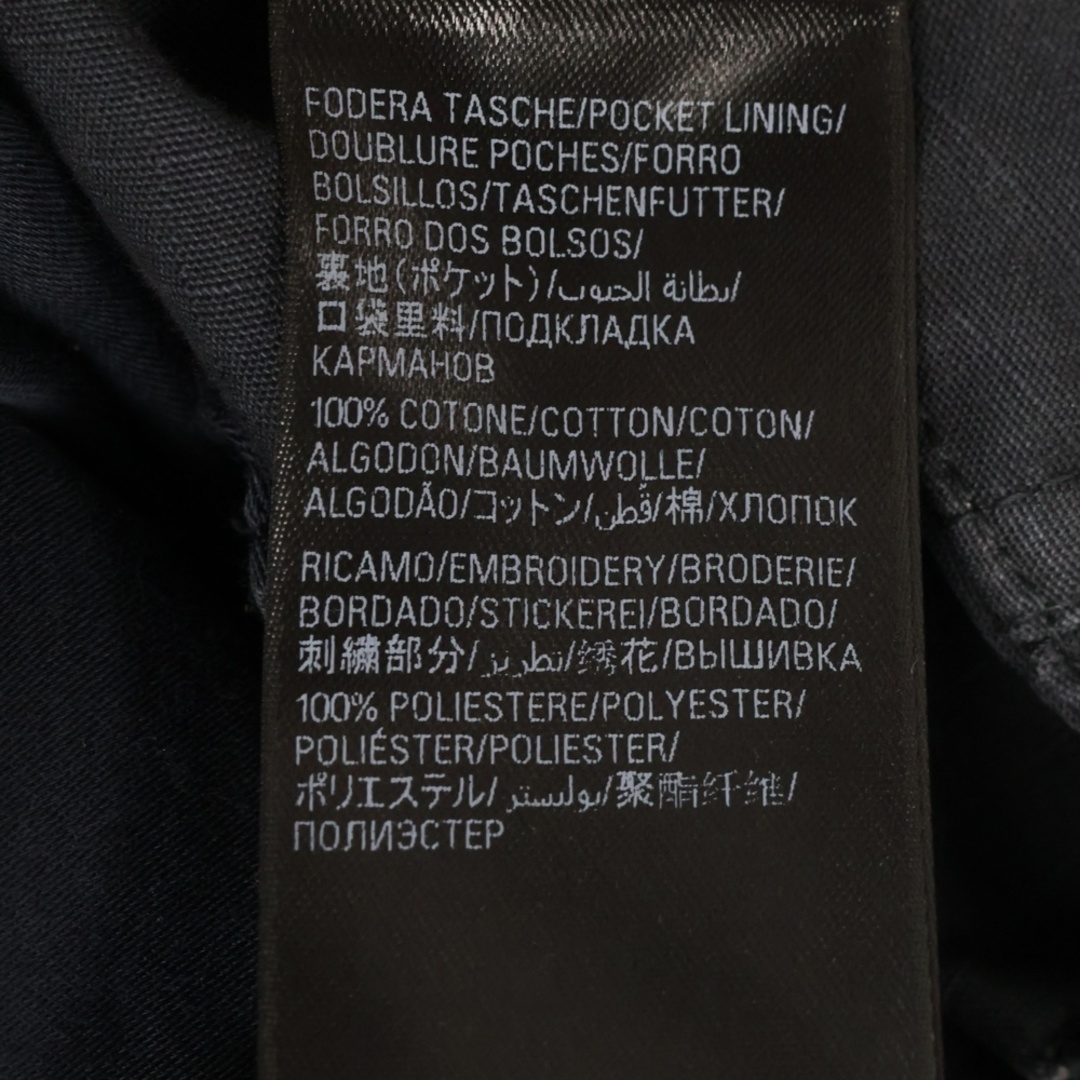 FODERA TASCHE/POCKET LINING/
DOUBLURE POCHES/FORRO
BOLSILLOS/TASCHENFUTTER/
FORRO DOS BOLSOS/
裏地(ポケット)/بطانة الجيوب/
口袋里料/ПОДКЛАДКА
КАРМАНОВ
100% COTONE/COTTON/COTON/
ALGODON/BAUMWOLLE/
ALGODÃO/コットン/قطن/棉/ХЛОПОК
RICAMO/EMBROIDERY/BRODERIE/
BORDADO/STICKEREI/BORDADO/
刺繍部分/تطريز/绣花/ВЫШИВКА
100% POLIESTERE/POLYESTER/
POLIÉSTER/POLIESTER/
ポリエステル/بوليستر/聚酯纤维/
ПОЛИЭСТЕР